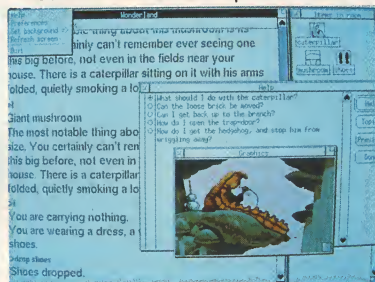 Help
Preferences
Set background
Refresh screen
Quit
Wonderland
Items in room
caterpillar
mushroom
ble thing about this mushroom is its
ainly can't remember ever seeing one
this big before, not even in the fields near your
house. There is a caterpillar sitting on it with his arms
folded, quietly smoking a lo
Help
What should I do with the caterpillar?
Can the loose brick be moved?
Can I get back up to the branch?
How do I open the trap-door?
How do I get the hedgehog, and stop him from
wriggling away?
Graphics
Giant mushroom
The most notable thing abo
size. You certainly can't ren
this big before, not even in
house. There is a caterpillar
folded, quietly smoking a lo
You are carrying nothing.
You are wearing a dress, a
shoes.
>drop shoes
Shoes dropped.